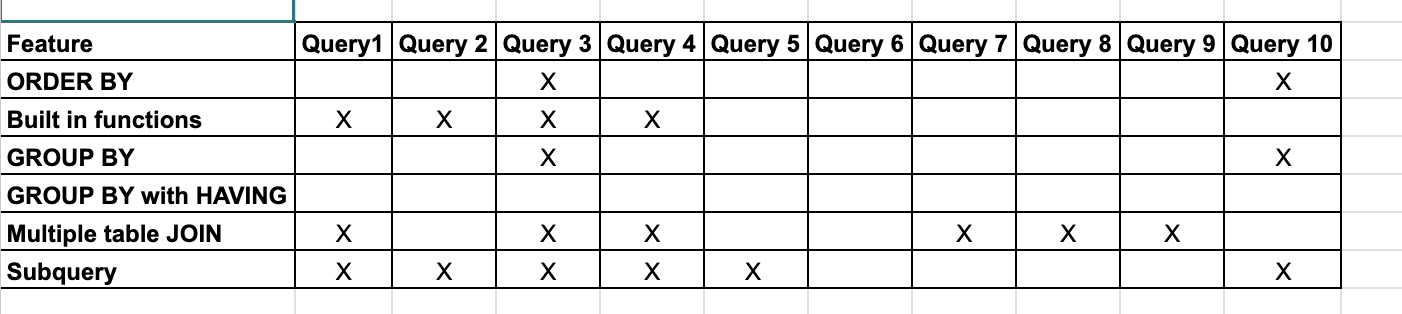 Feature Query1 Query 2 Query 3 Query 4 Query 5 Query 6 Query 7 Query 8 Query 9 Query 10
ORDER BY X X
Built in functions X X X X
GROUP BY X X
GROUP BY with HAVING
Multiple table JOIN X X X X X X
Subquery X X X X X X